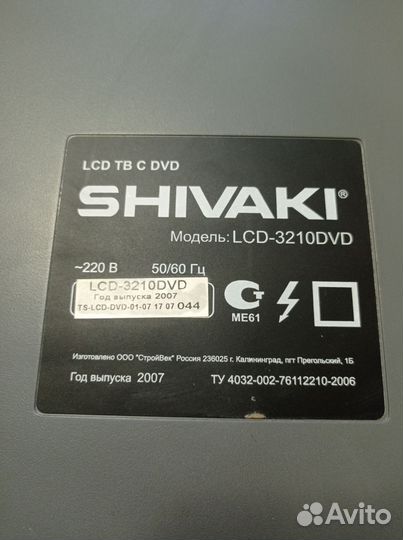 LCD ТВ С DVD
SHIVAKI®
Модель: LCD-3210DVD
~220 В 50/60 Гц
LCD-3210DVD
Год выпуска 2007
TS-LCD-DVD-01-07 17 07 044
МЕ61
Изготовлено ООО "СтройВек" Россия 236025 г. Калининград, пгт Прегольский, 1Б
Год выпуска 2007 ТУ 4032-002-76112210-2006
Avito